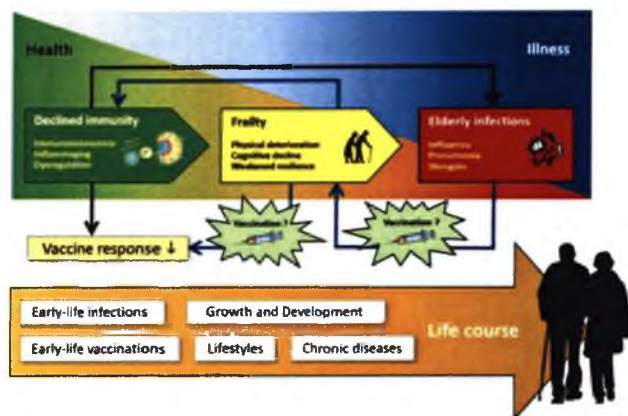 Health
Illness
Declined immunity
Immunosenescence
Inflammaging
Dysregulation
Frailty
Physical deterioration
Cognitive decline
Weakened resilience
Elderly infections
Influenza
Pneumonia
Vaccination ?
Vaccination ?
Vaccine response ↓
Early-life infections
Growth and Development
Life course
Early-life vaccinations
Lifestyles
Chronic diseases